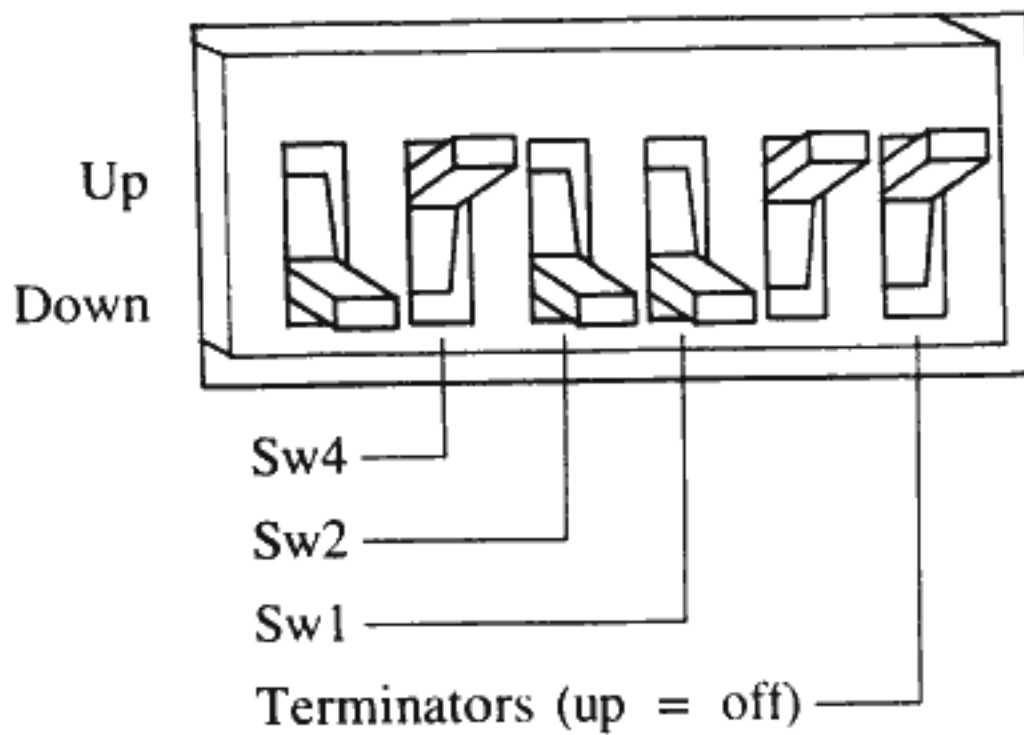 Up
Down
Sw4
Sw2
Sw1
Terminators (up = off)